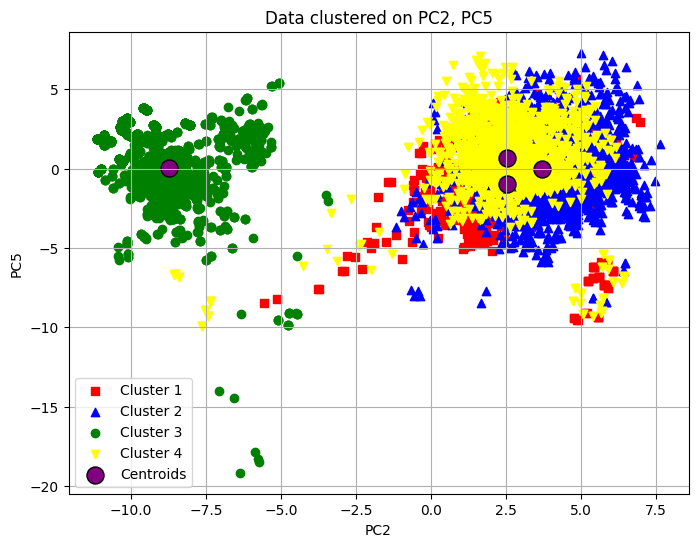 Data clustered on PC2, PC5
PC5
5
0
−5
−10
−15
−20
Cluster 1
Cluster 2
Cluster 3
Cluster 4
Centroids
−10.0 −7.5 −5.0 −2.5 0.0 2.5 5.0 7.5
PC2